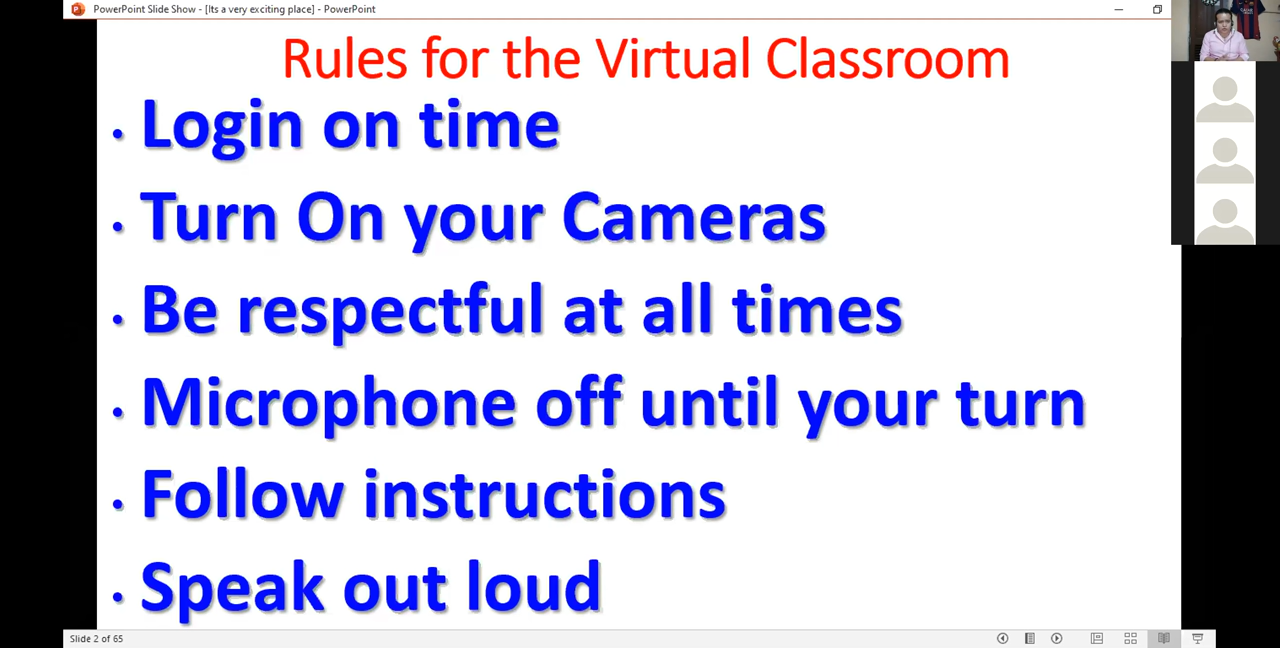 PowerPoint Slide Show - [Its a very exciting place] - PowerPoint
Rules for the Virtual Classroom
• Login on time
• Turn On your Cameras
• Be respectful at all times
• Microphone off until your turn
• Follow instructions
• Speak out loud
Slide 2 of 65